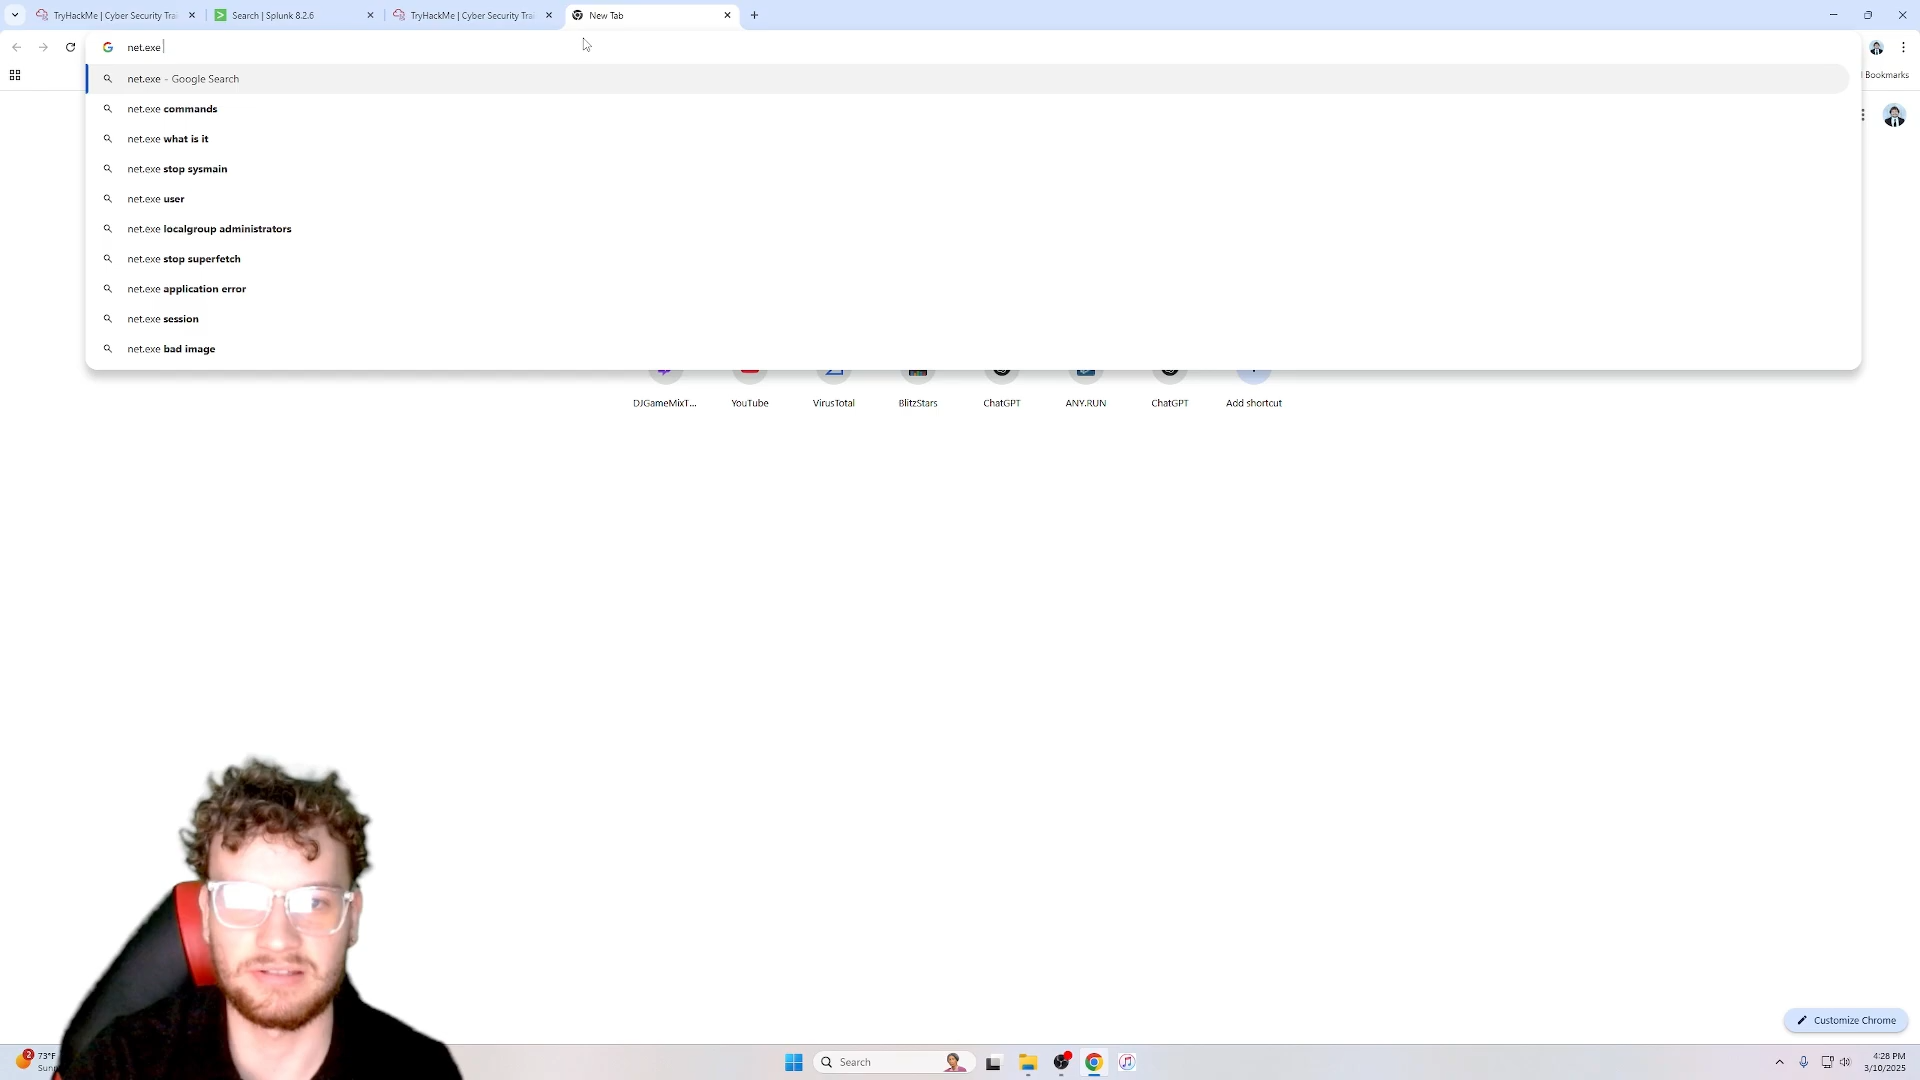 TryHackMe | Cyber Security Trai
Search | Splunk 8.2.6
TryHackMe | Cyber Security Trai
New Tab
net.exe
Bookmarks
net.exe - Google Search
net.exe commands
net.exe what is it
net.exe stop sysmain
net.exe user
net.exe localgroup administrators
net.exe stop superfetch
net.exe application error
net.exe session
net.exe bad image
DJGameMixT...
YouTube
VirusTotal
BlitzStars
ChatGPT
ANY.RUN
ChatGPT
Add shortcut
Customize Chrome
2
73°F
Sunn
Search
4:28 PM
3/10/2025